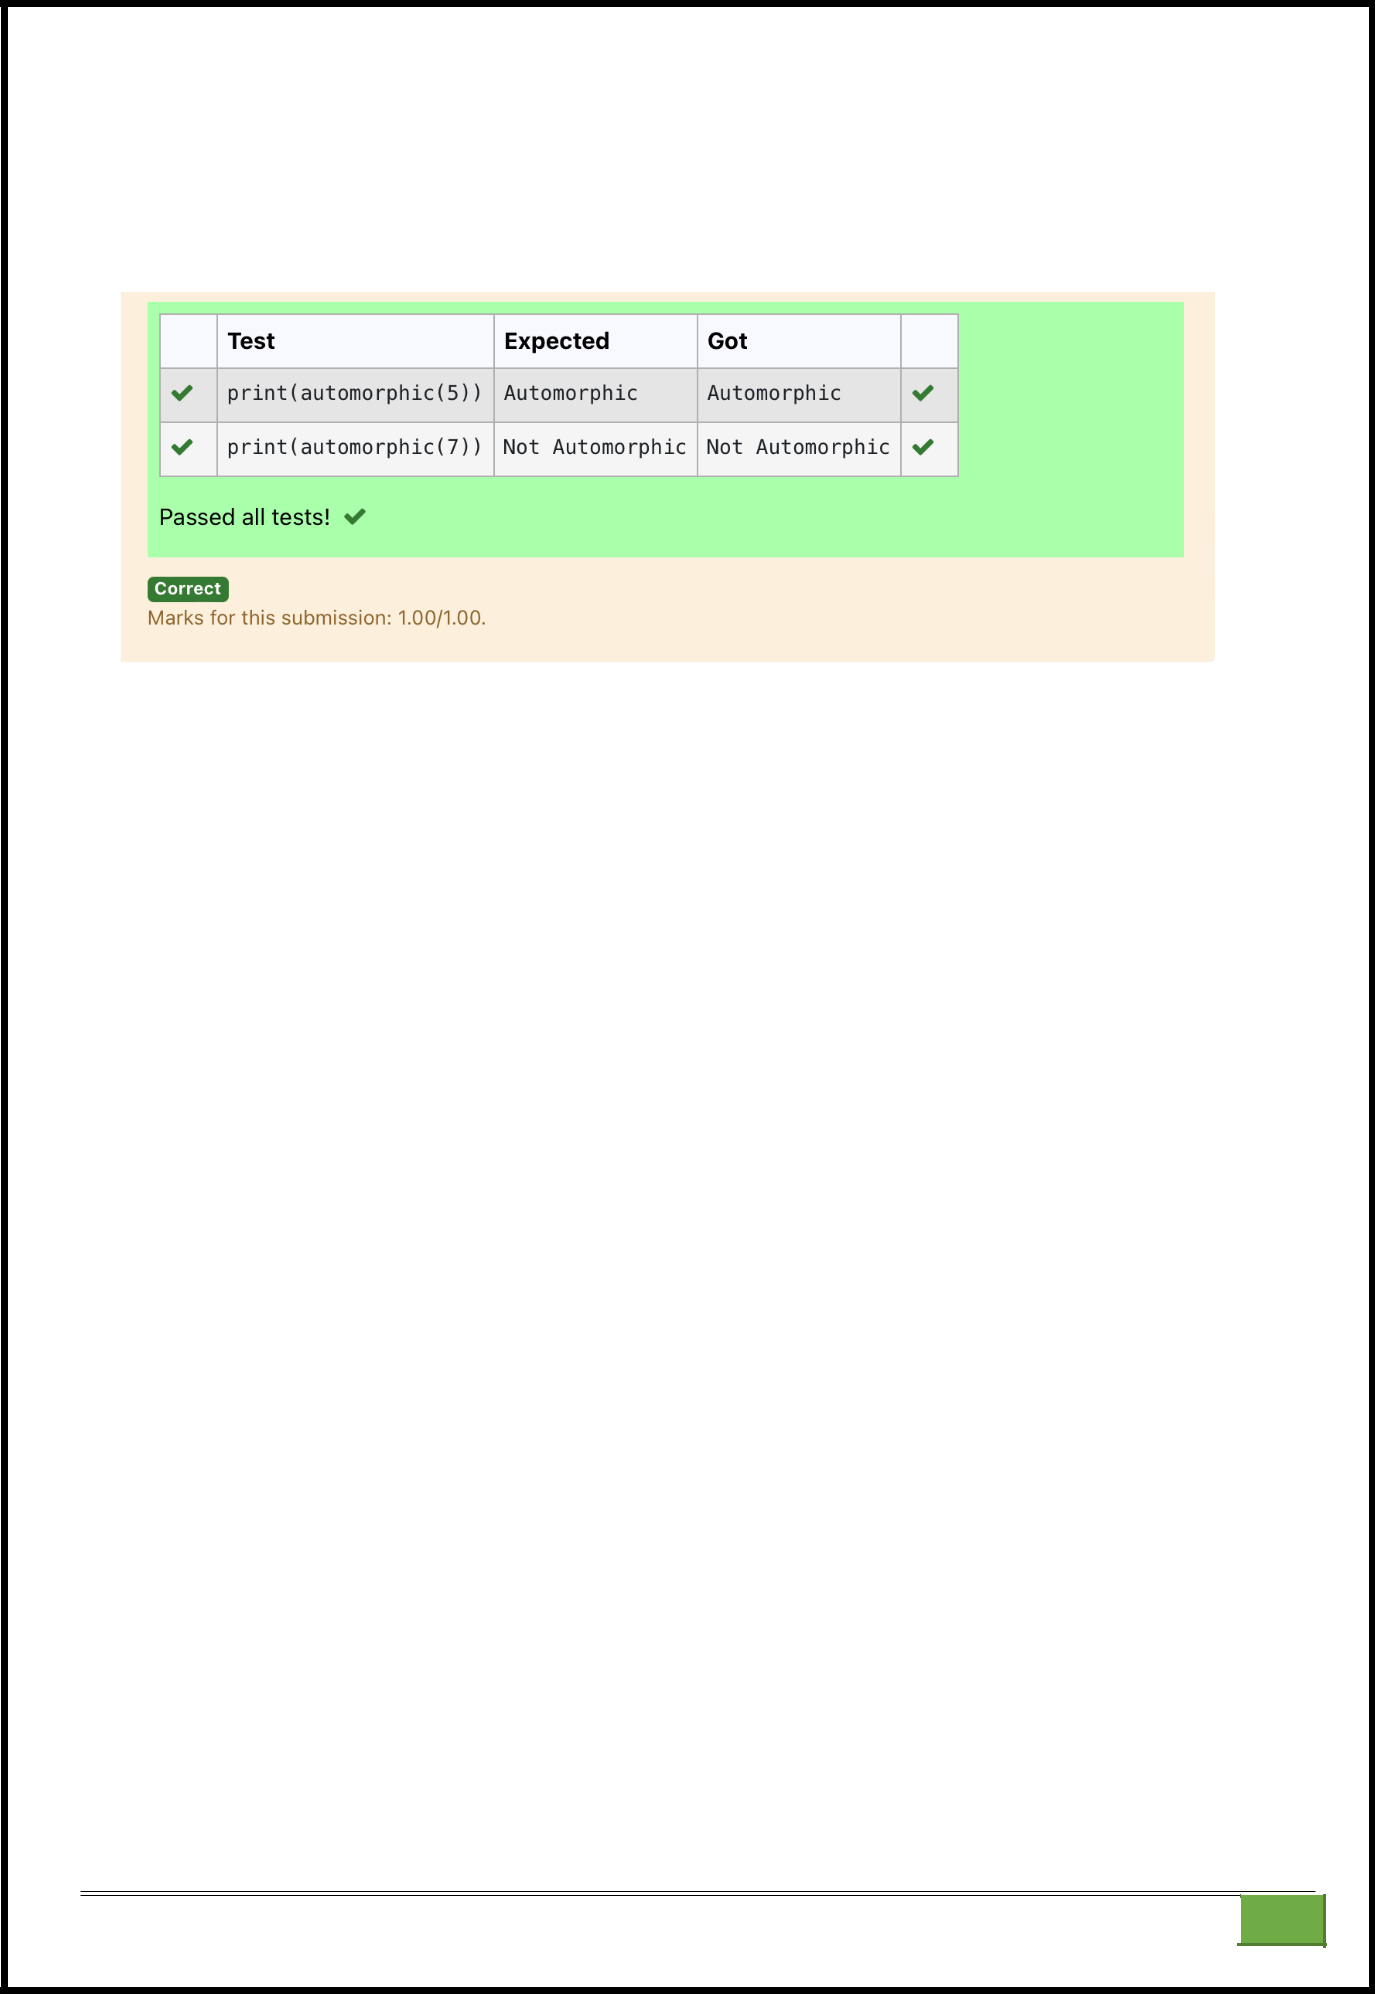 Test Expected Got
print(automorphic(5)) Automorphic Automorphic
print(automorphic(7)) Not Automorphic Not Automorphic
Passed all tests!
Correct
Marks for this submission: 1.00/1.00.